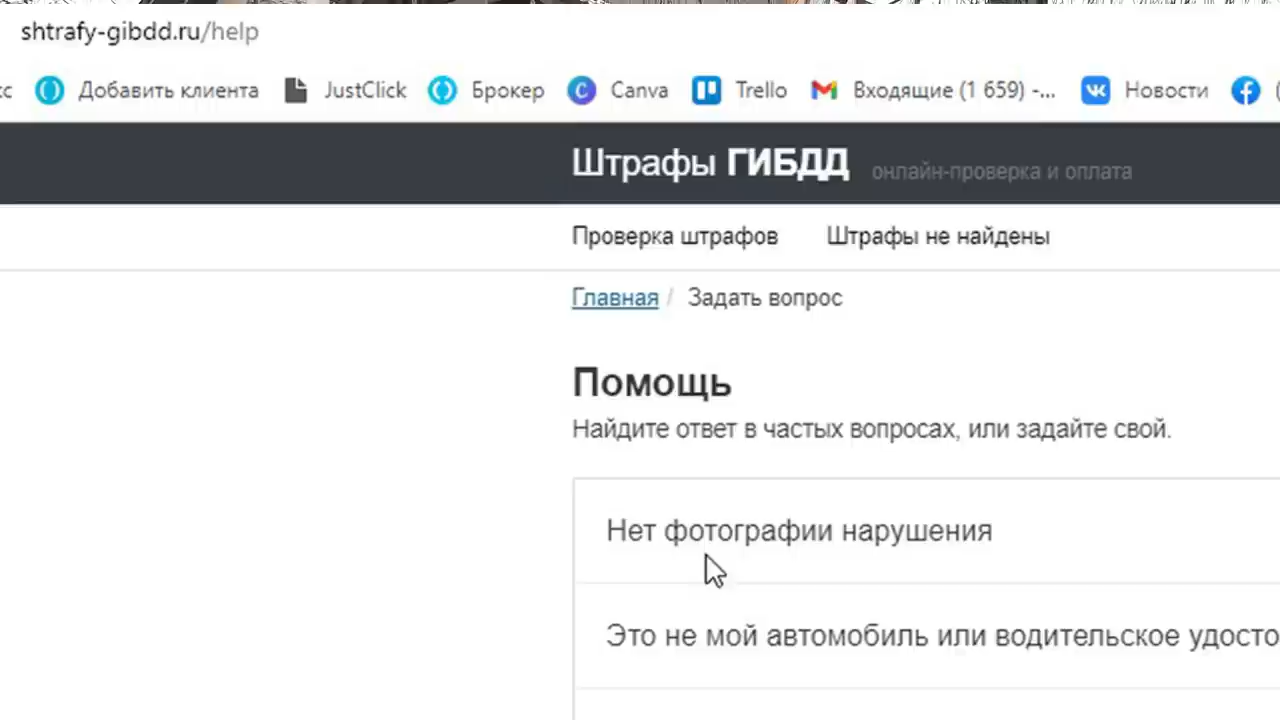 shtrafy-gibdd.ru/help
Добавить клиента JustClick Брокер Canva Trello Входящие (1 659) -... Новости
Штрафы ГИБДД онлайн-проверка и оплата
Проверка штрафов Штрафы не найдены
Главная / Задать вопрос
Помощь
Найдите ответ в частых вопросах, или задайте свой.
Нет фотографии нарушения
Это не мой автомобиль или водительское удосто